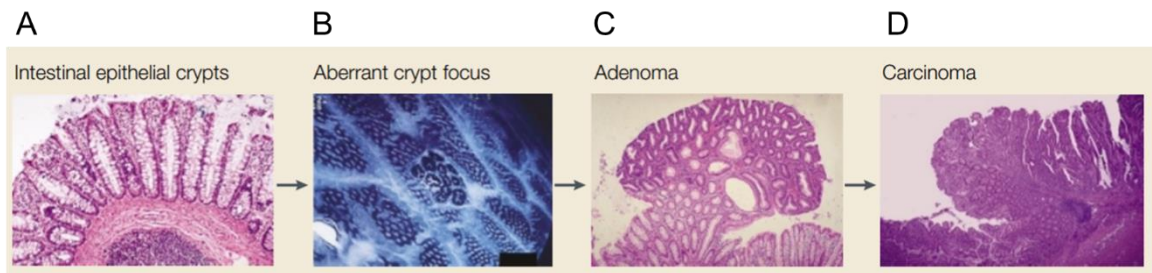 A
B
C
D
Intestinal epithelial crypts
Aberrant crypt focus
Adenoma
Carcinoma